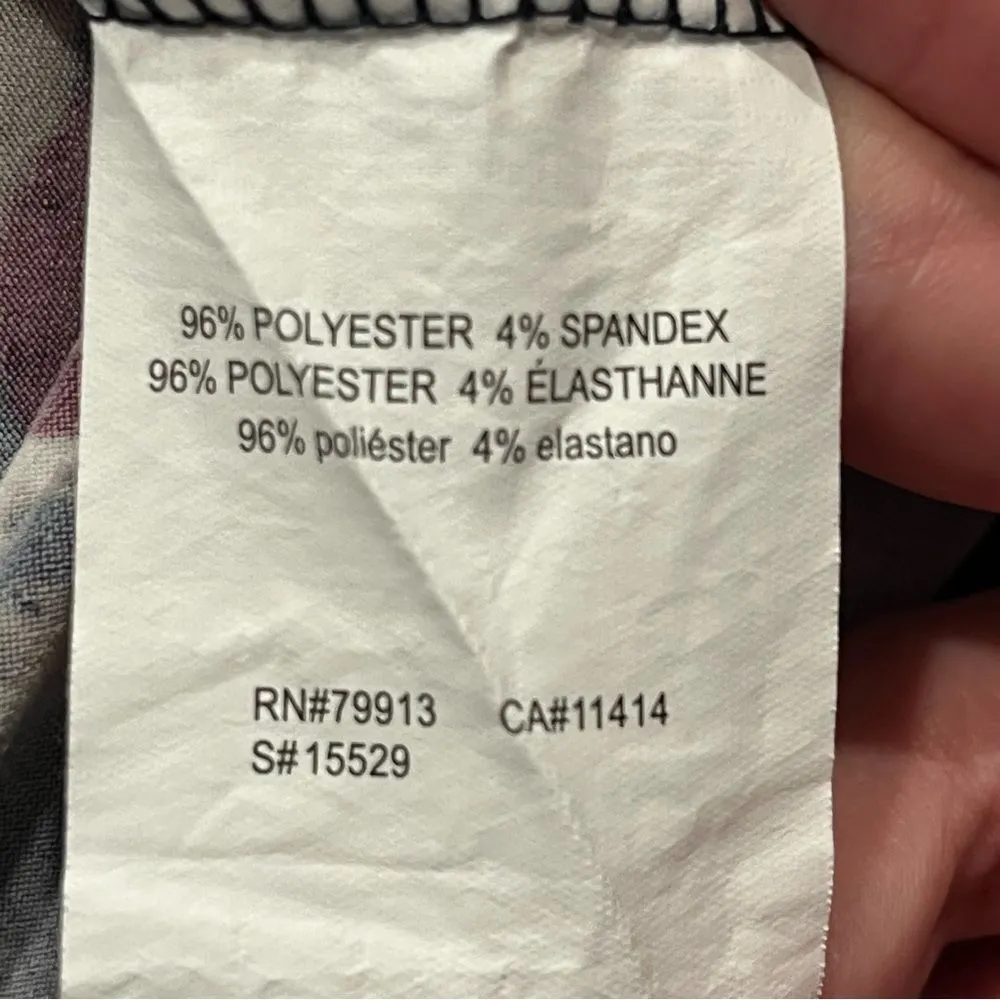 96% POLYESTER 4% SPANDEX
96% POLYESTER 4% ÉLASTHANNE
96% poliéster 4% elastano
RN#79913 CA#11414
S#15529